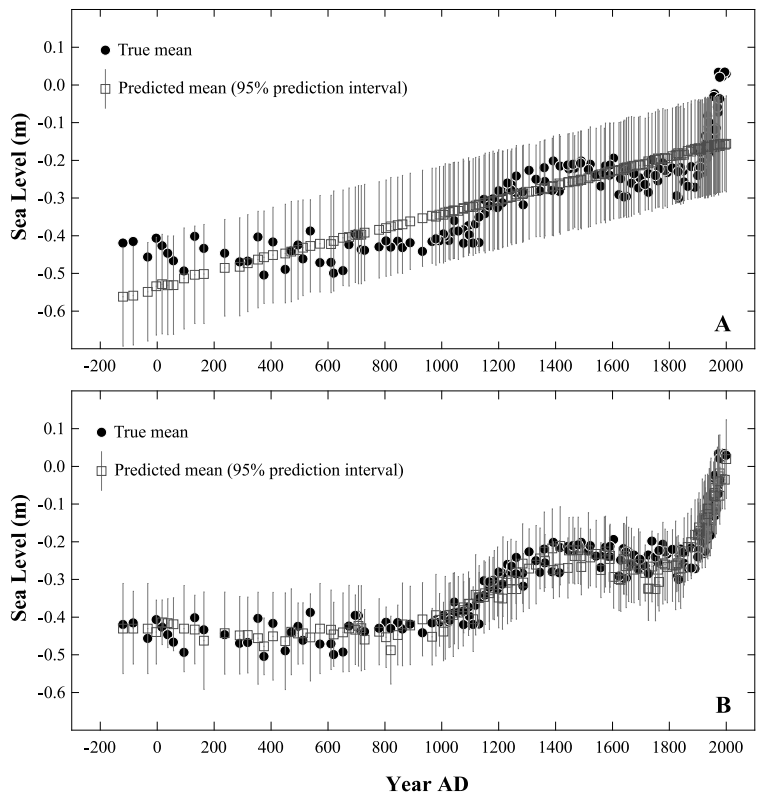 0.1
True mean
0.0
Predicted mean (95% prediction interval)
-0.1
-0.2
Sea Level (m)
-0.3
-0.4
-0.5
-0.6
A
-200 0 200 400 600 800 1000 1200 1400 1600 1800 2000
0.1
True mean
0.0
Predicted mean (95% prediction interval)
-0.1
-0.2
Sea Level (m)
-0.3
-0.4
-0.5
-0.6
B
-200 0 200 400 600 800 1000 1200 1400 1600 1800 2000
Year AD